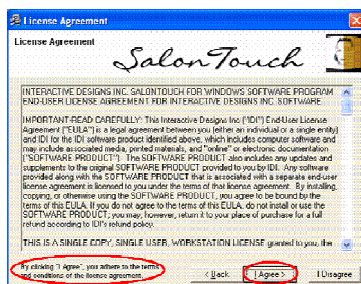 License Agreement
License Agreement
SalonTouch
INTERACTIVE DESIGNS INC. SALONTOUCH FOR WINDOWS SOFTWARE PROGRAM
END-USER LICENSE AGREEMENT FOR INTERACTIVE DESIGNS INC. SOFTWARE
IMPORTANT-READ CAREFULLY: This Interactive Designs Inc ("IDI") End-User License
Agreement ("EULA") is a legal agreement between you (either an individual or a single entity)
and IDI for the IDI software product identified above, which includes computer software and
may include associated media, printed materials, and "online" or electronic documentation
("SOFTWARE PRODUCT"). The SOFTWARE PRODUCT also includes any updates and
supplements to the original SOFTWARE PRODUCT provided to you by IDI. Any software
provided along with the SOFTWARE PRODUCT that is associated with a separate end-user
license agreement is licensed to you under the terms of that license agreement. By installing,
copying, or otherwise using the SOFTWARE PRODUCT, you agree to be bound by the
terms of this EULA. If you do not agree to the terms of this EULA, do not install or use the
SOFTWARE PRODUCT; you may, however, return it to your place of purchase for a full
refund according to IDI's refund policy.
THIS IS A SINGLE COPY, SINGLE USER, WORKSTATION LICENSE granted to you, the
By clicking "I Agree", you adhere to the terms
and conditions of the license agreement.
< Back
I Agree >
I Disagree